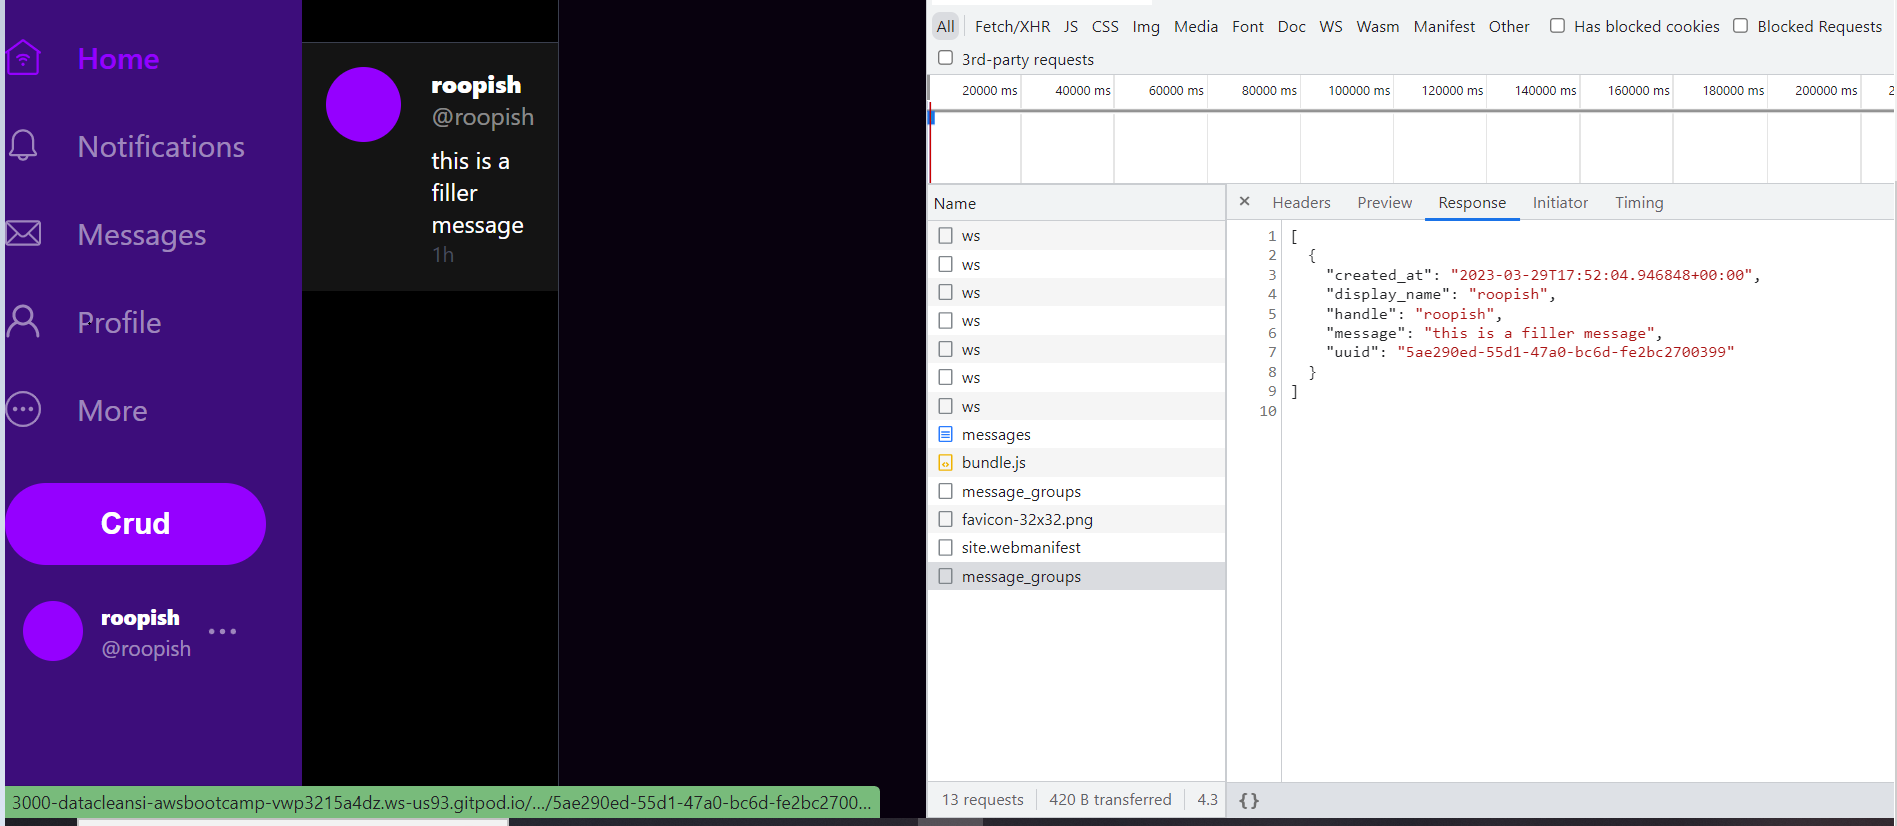 Home
Notifications
Messages
Profile
More
Crud
roopish
@roopish
roopish
@roopish
this is a
filler
message
1h
3000-datacleansi-awsbootcamp-vwp3215a4dz.ws-us93.gitpod.io/.../5ae290ed-55d1-47a0-bc6d-fe2bc2700...
All Fetch/XHR JS CSS Img Media Font Doc WS Wasm Manifest Other Has blocked cookies Blocked Requests
3rd-party requests
20000 ms 40000 ms 60000 ms 80000 ms 100000 ms 120000 ms 140000 ms 160000 ms 180000 ms 200000 ms 2
Name
ws
ws
ws
ws
ws
ws
ws
messages
bundle.js
message_groups
favicon-32x32.png
site.webmanifest
message_groups
13 requests 420 B transferred 4.3
× Headers Preview Response Initiator Timing
1 [
2 {
3 "created_at": "2023-03-29T17:52:04.946848+00:00",
4 "display_name": "roopish",
5 "handle": "roopish",
6 "message": "this is a filler message",
7 "uuid": "5ae290ed-55d1-47a0-bc6d-fe2bc2700399"
8 }
9 ]
10
{}